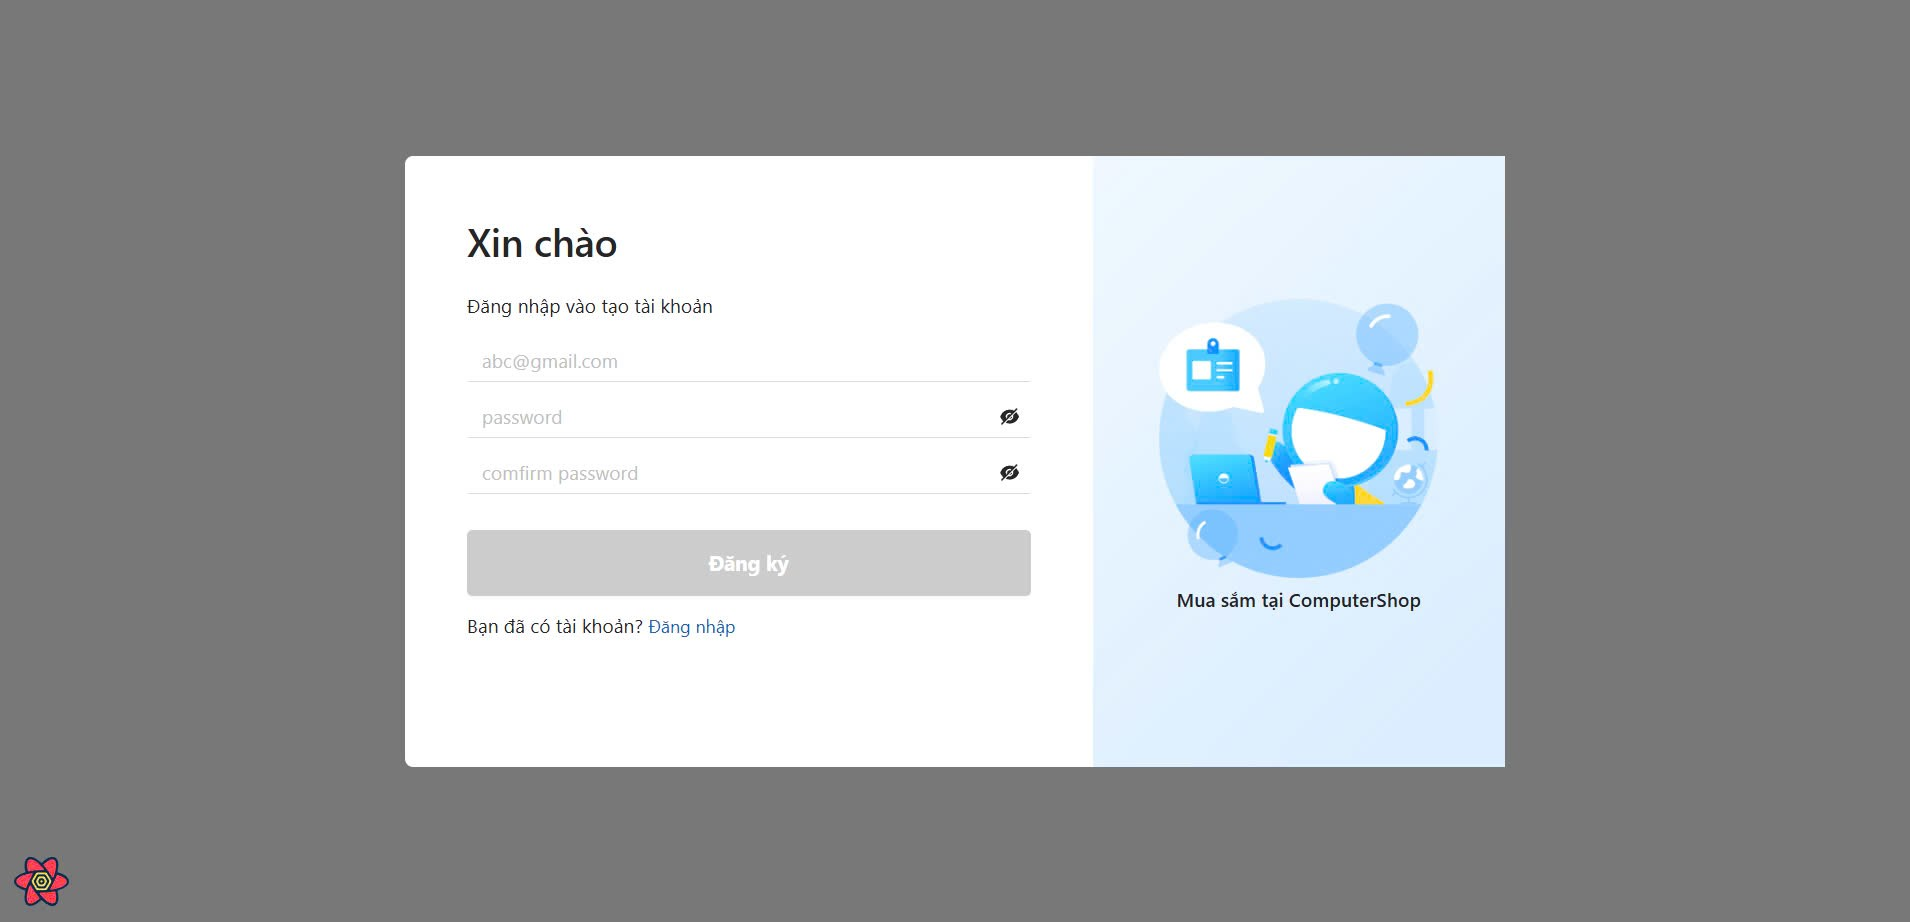 Xin chào
Đăng nhập vào tạo tài khoản
abc@gmail.com
password
comfirm password
Đăng ký
Bạn đã có tài khoản? Đăng nhập
Mua sắm tại ComputerShop